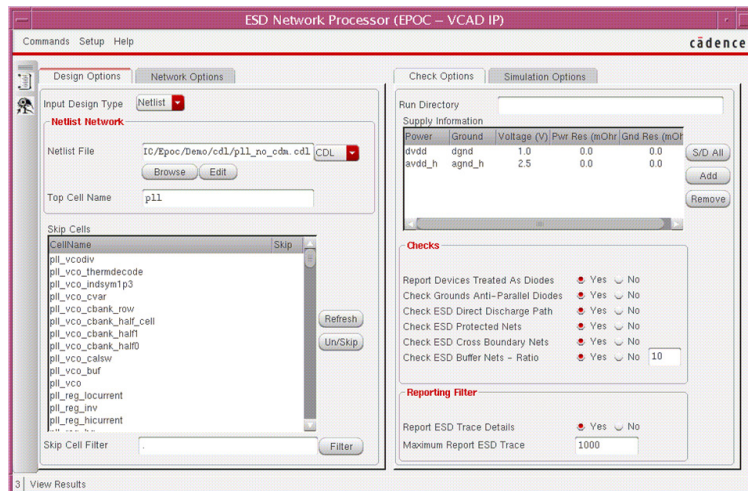 ESD Network Processor (EPOC – VCAD IP)
Commands Setup Help
cādence
Design Options Network Options
Input Design Type Netlist
Netlist Network
Netlist File IC/Epoc/Demo/cdl/pll_no_cdm.cdl CDL
Browse Edit
Top Cell Name pll
Skip Cells
CellName Skip
pll_vcodiv
pll_vco_thermdecode
pll_vco_indsym1p3
pll_vco_cvar
pll_vco_cbank_row
pll_vco_cbank_half_cell
pll_vco_cbank_half1
pll_vco_cbank_half0
pll_vco_calsw
pll_vco_buf
pll_vco
pll_reg_locurrent
pll_reg_inv
pll_reg_hicurrent
Refresh
Un/Skip
Skip Cell Filter . Filter
Check Options Simulation Options
Run Directory
Supply Information
Power Ground Voltage (V) Pwr Res (mOhr Gnd Res (mOhr
dvdd dgnd 1.0 0.0 0.0
avdd_h agnd_h 2.5 0.0 0.0
S/D All
Add
Remove
Checks
Report Devices Treated As Diodes Yes No
Check Grounds Anti-Parallel Diodes Yes No
Check ESD Direct Discharge Path Yes No
Check ESD Protected Nets Yes No
Check ESD Cross Boundary Nets Yes No
Check ESD Buffer Nets – Ratio Yes No 10
Reporting Filter
Report ESD Trace Details Yes No
Maximum Report ESD Trace 1000
3 View Results